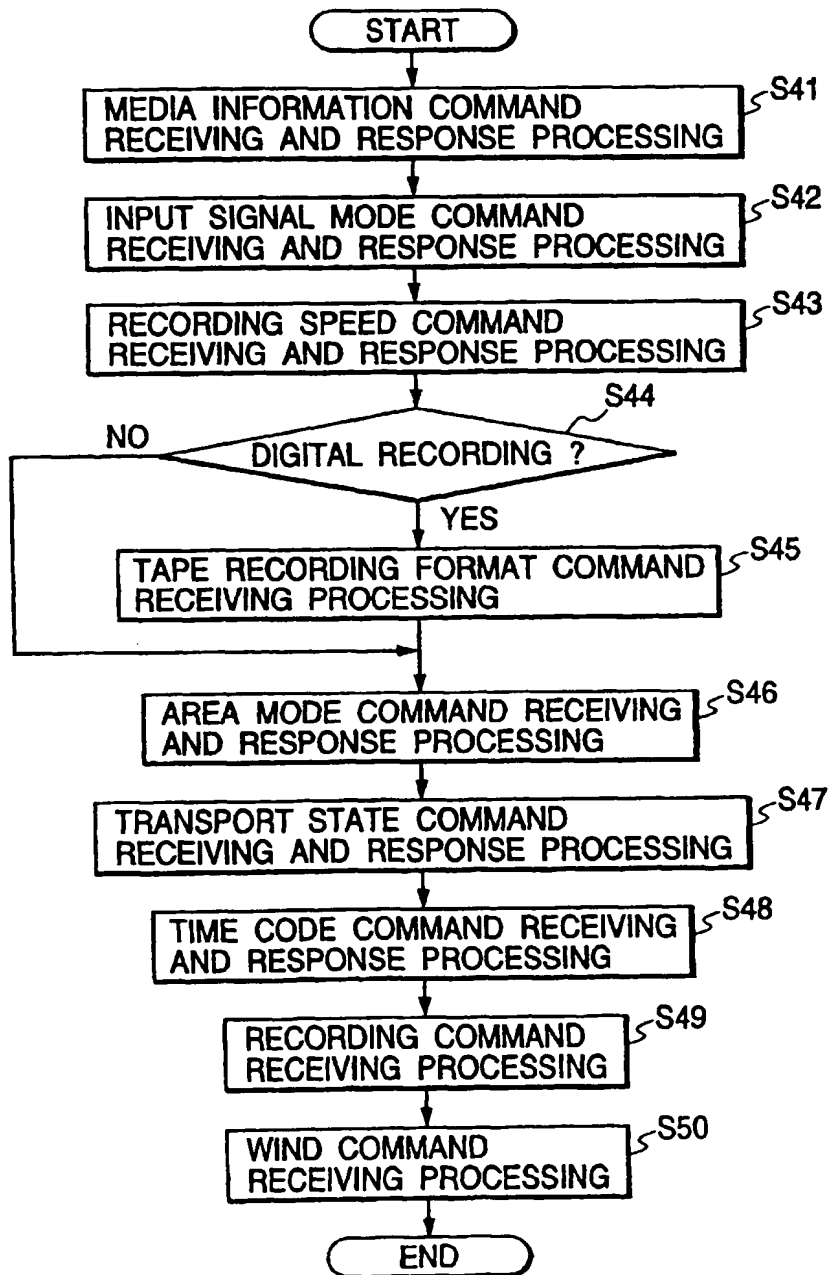 START
S41
MEDIA INFORMATION COMMAND
RECEIVING AND RESPONSE PROCESSING
S42
INPUT SIGNAL MODE COMMAND
RECEIVING AND RESPONSE PROCESSING
S43
RECORDING SPEED COMMAND
RECEIVING AND RESPONSE PROCESSING
S44
NO
DIGITAL RECORDING ?
YES
S45
TAPE RECORDING FORMAT COMMAND
RECEIVING PROCESSING
S46
AREA MODE COMMAND RECEIVING
AND RESPONSE PROCESSING
S47
TRANSPORT STATE COMMAND
RECEIVING AND RESPONSE PROCESSING
S48
TIME CODE COMMAND RECEIVING
AND RESPONSE PROCESSING
S49
RECORDING COMMAND
RECEIVING PROCESSING
S50
WIND COMMAND
RECEIVING PROCESSING
END